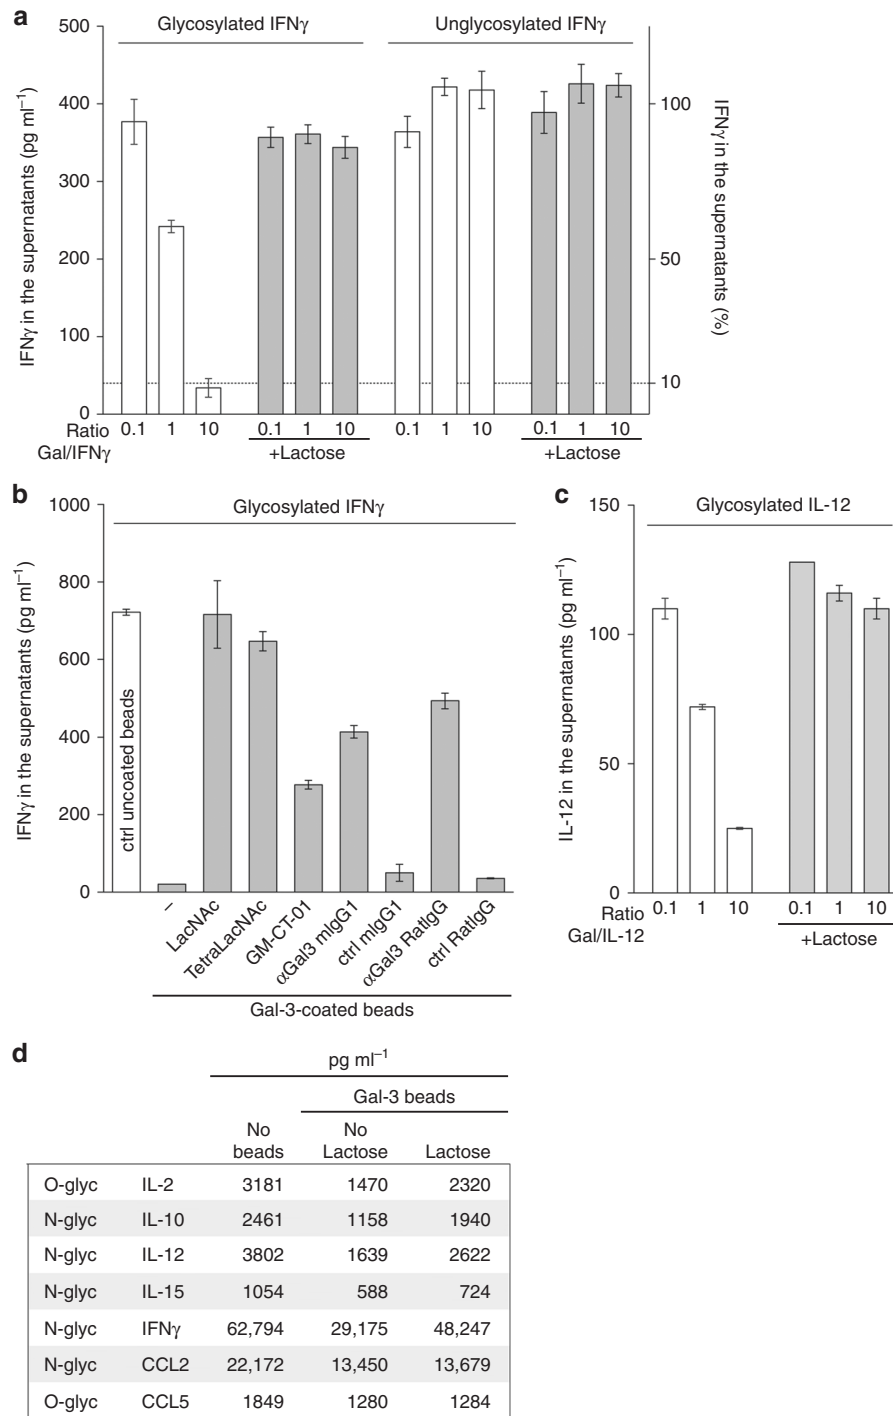 a
Glycosylated IFNγ
Unglycosylated IFNγ
IFNγ in the supernatants (pg ml⁻¹)
500
400
300
200
100
0
IFNγ in the supernatants (%)
100
50
10
Ratio 0.1 1 10 0.1 1 10 0.1 1 10 0.1 1 10
Gal/IFNγ +Lactose +Lactose
b
Glycosylated IFNγ
IFNγ in the supernatants (pg ml⁻¹)
1000
800
600
400
200
0
ctrl uncoated beads
–
LacNAc
TetraLacNAc
GM-CT-01
αGal3 mIgG1
ctrl mIgG1
αGal3 RatIgG
ctrl RatIgG
Gal-3-coated beads
c
Glycosylated IL-12
IL-12 in the supernatants (pg ml⁻¹)
150
100
50
0
Ratio 0.1 1 10 0.1 1 10
Gal/IL-12 +Lactose
d
pg ml⁻¹
Gal-3 beads
No No
beads Lactose Lactose
O-glyc IL-2 3181 1470 2320
N-glyc IL-10 2461 1158 1940
N-glyc IL-12 3802 1639 2622
N-glyc IL-15 1054 588 724
N-glyc IFNγ 62,794 29,175 48,247
N-glyc CCL2 22,172 13,450 13,679
O-glyc CCL5 1849 1280 1284